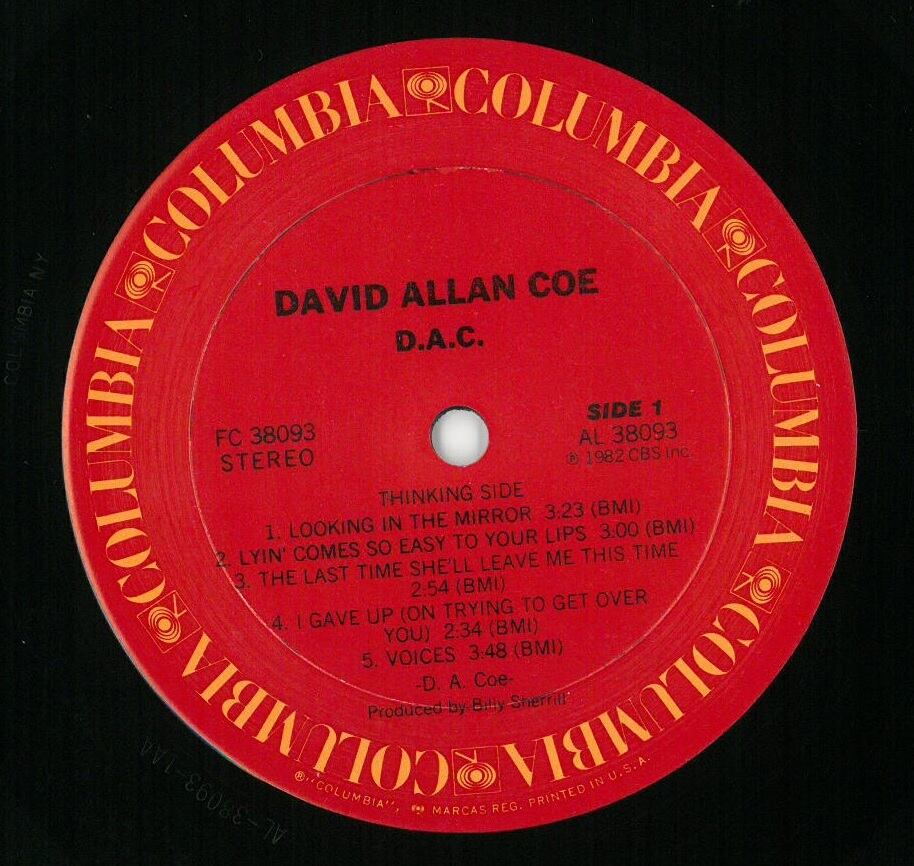 COLUMBIA COLUMBIA COLUMBIA COLUMBIA COLUMBIA COLUMBIA
DAVID ALLAN COE
D.A.C.
FC 38093
STEREO
SIDE 1
AL 38093
℗ 1982 CBS Inc.
THINKING SIDE
1. LOOKING IN THE MIRROR 3:23 (BMI)
2. LYIN' COMES SO EASY TO YOUR LIPS 3:00 (BMI)
3. THE LAST TIME SHE'LL LEAVE ME THIS TIME
2:54 (BMI)
4. I GAVE UP (ON TRYING TO GET OVER
YOU) 2:34 (BMI)
5. VOICES 3:48 (BMI)
-D. A. Coe-
Produced by Billy Sherrill
®"COLUMBIA", MARCAS REG. PRINTED IN U.S.A.
COLUMBIA NY
AL-38093-1AA